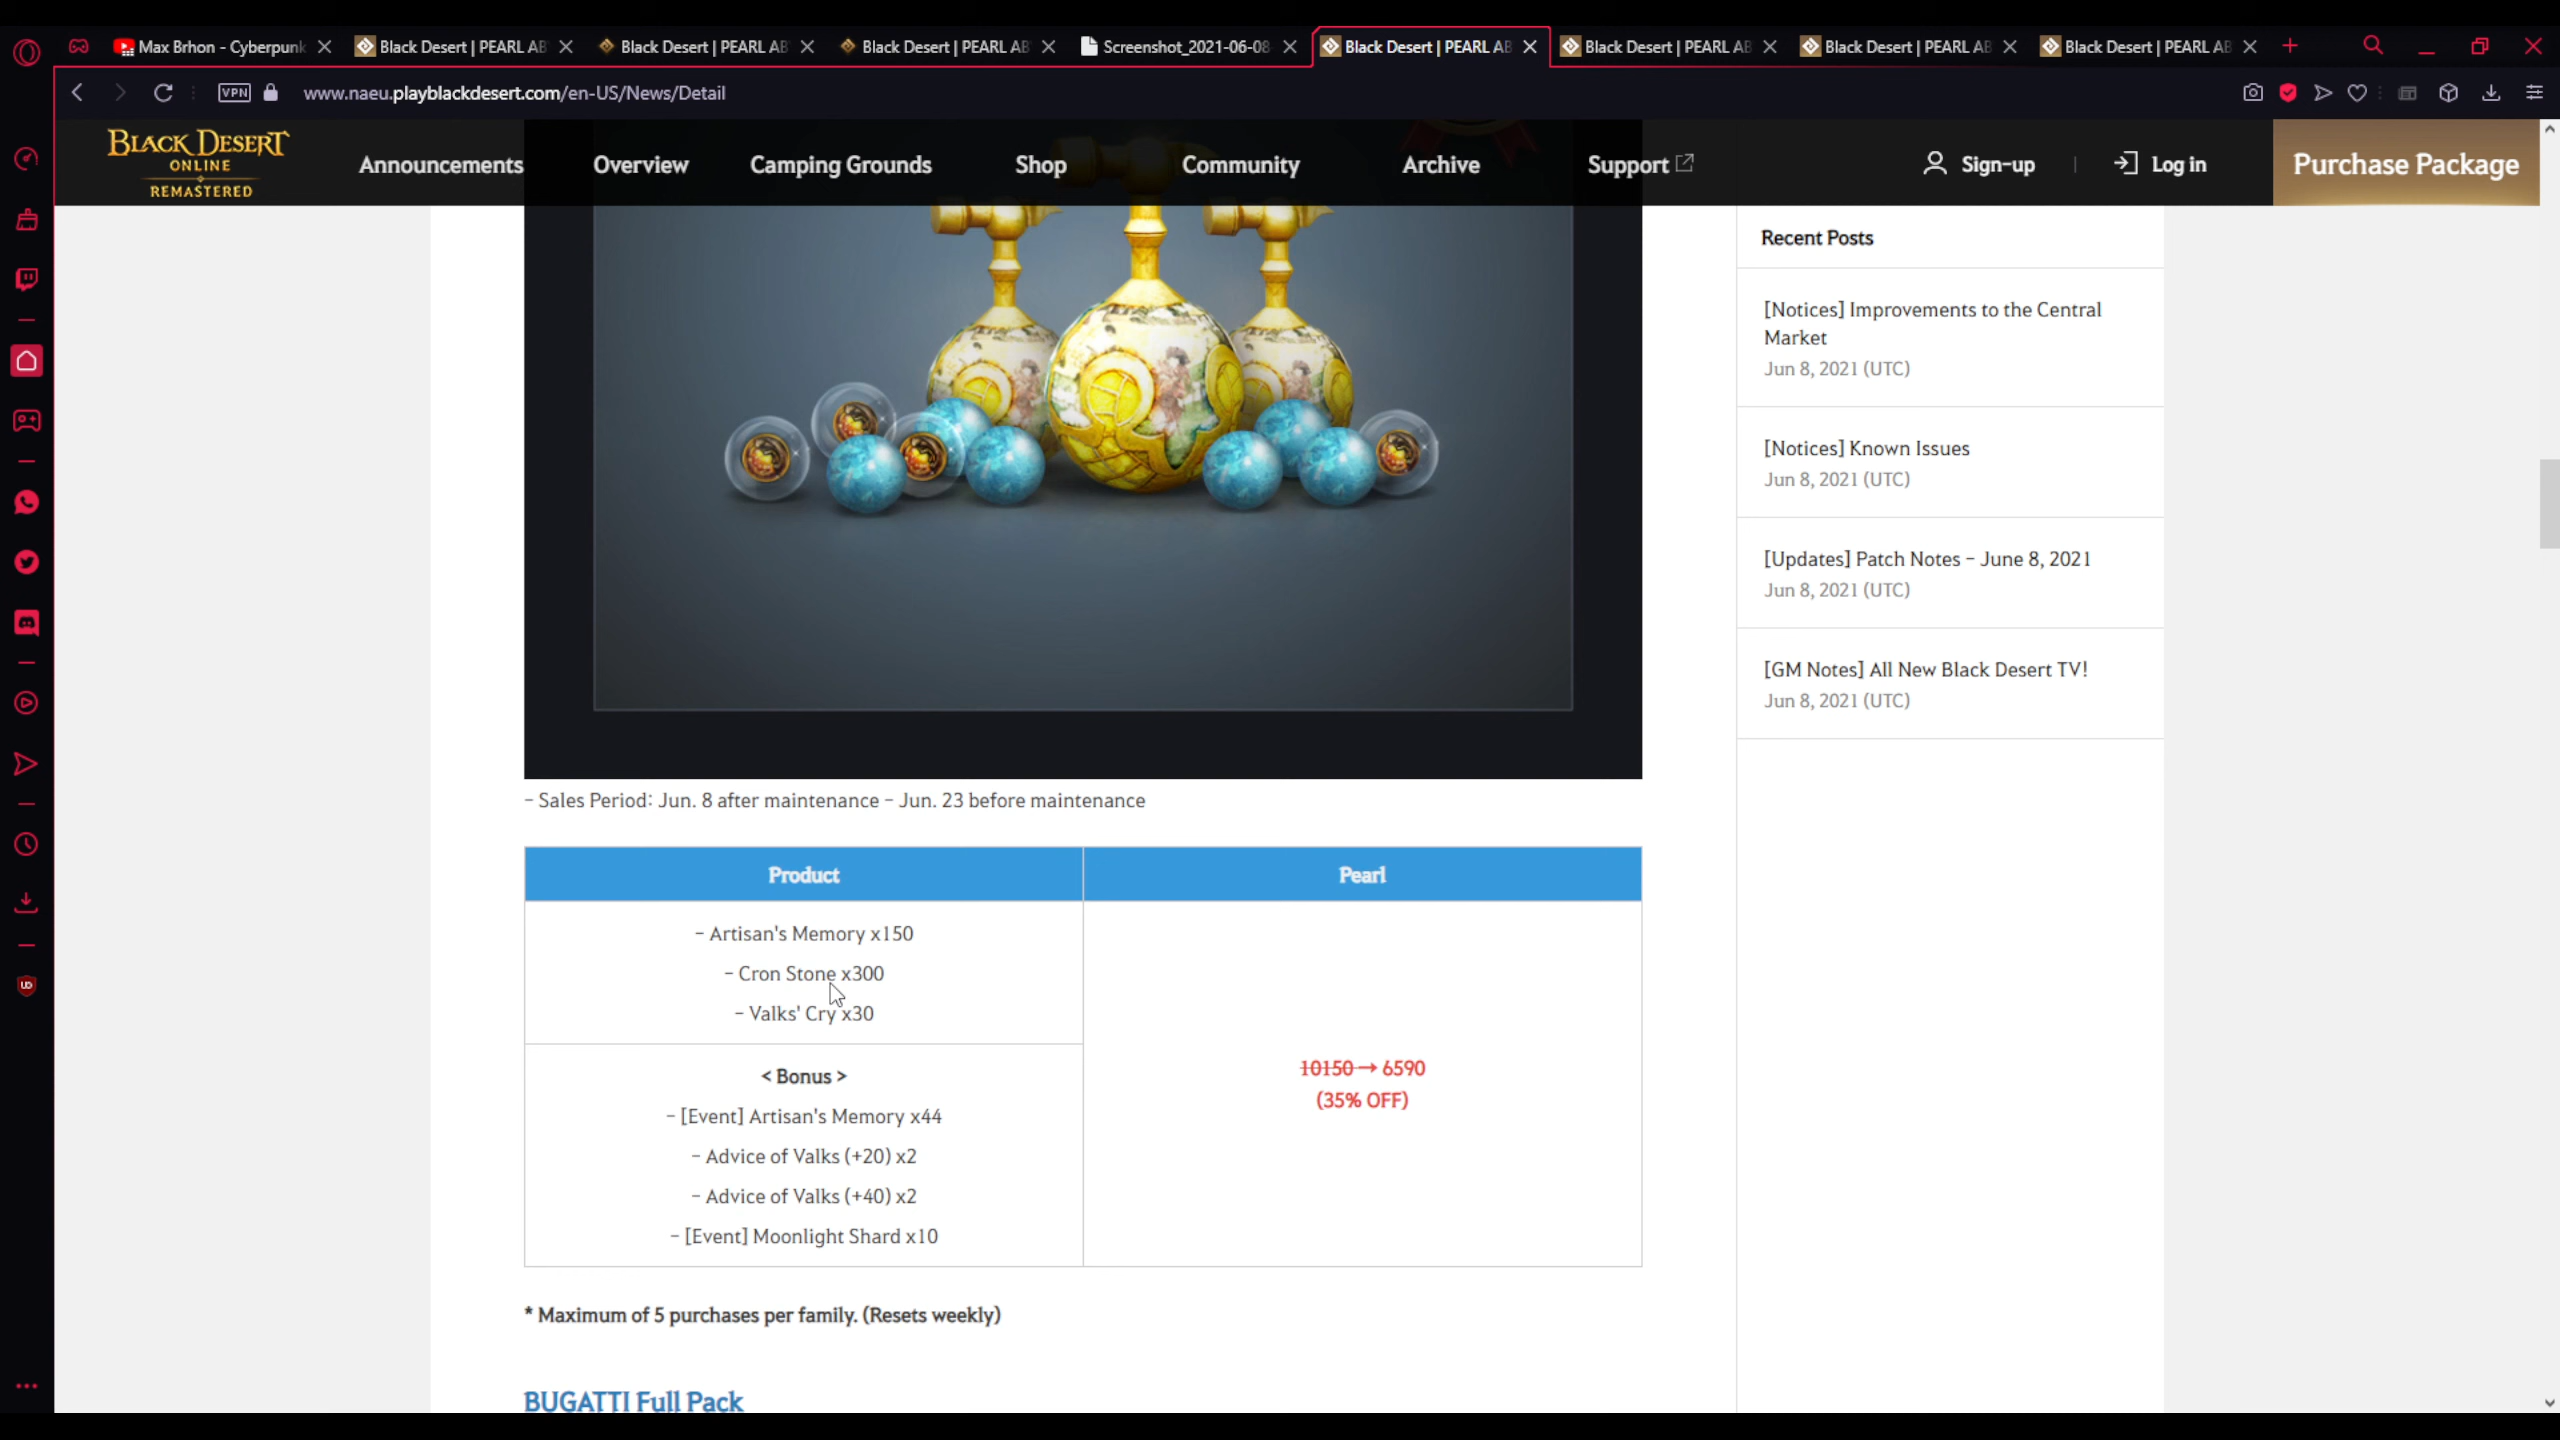 Max Brhon - Cyberpunk
Black Desert | PEARL AB
Black Desert | PEARL AB
Black Desert | PEARL AB
Screenshot_2021-06-08
Black Desert | PEARL AB
Black Desert | PEARL AB
Black Desert | PEARL AB
Black Desert | PEARL AB
VPN
www.naeu.playblackdesert.com/en-US/News/Detail
BLACK DESERT
ONLINE
REMASTERED
Announcements
Overview
Camping Grounds
Shop
Community
Archive
Support
Sign-up
Log in
Purchase Package
Recent Posts
[Notices] Improvements to the Central
Market
Jun 8, 2021 (UTC)
[Notices] Known Issues
Jun 8, 2021 (UTC)
[Updates] Patch Notes - June 8, 2021
Jun 8, 2021 (UTC)
[GM Notes] All New Black Desert TV!
Jun 8, 2021 (UTC)
- Sales Period: Jun. 8 after maintenance - Jun. 23 before maintenance
Product
Pearl
- Artisan's Memory x150
- Cron Stone x300
- Valks' Cry x30
< Bonus >
- [Event] Artisan's Memory x44
- Advice of Valks (+20) x2
- Advice of Valks (+40) x2
- [Event] Moonlight Shard x10
10150 → 6590
(35% OFF)
* Maximum of 5 purchases per family. (Resets weekly)
BUGATTI Full Pack